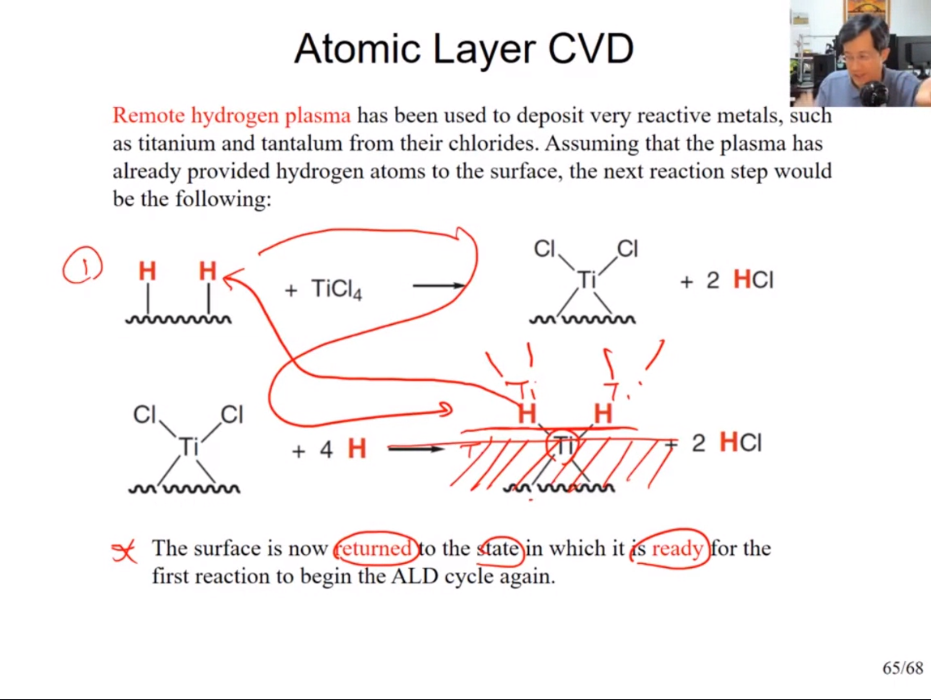 Atomic Layer CVD
Remote hydrogen plasma has been used to deposit very reactive metals, such
as titanium and tantalum from their chlorides. Assuming that the plasma has
already provided hydrogen atoms to the surface, the next reaction step would
be the following:
1
H H + TiCl4 Cl Cl Ti + 2 HCl
Ti Ti
Cl Cl Ti + 4 H H H Ti + 2 HCl
The surface is now returned to the state in which it is ready for the
first reaction to begin the ALD cycle again.
65/68